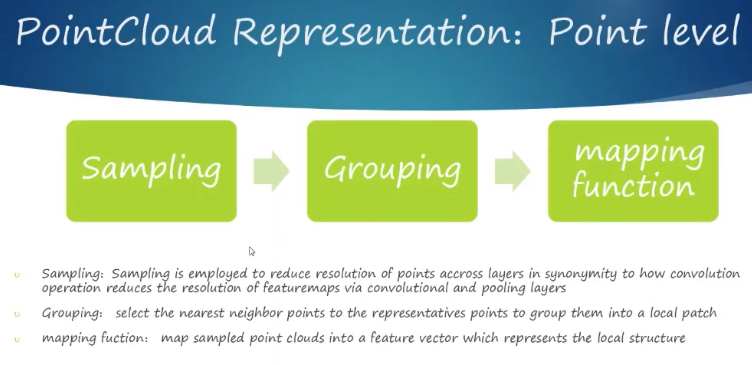 PointCloud Representation: Point level
Sampling
Grouping
mapping
function
Sampling: Sampling is employed to reduce resolution of points accross layers in synonymity to how convolution
operation reduces the resolution of featuremaps via convolutional and pooling layers
Grouping: select the nearest neighbor points to the representatives points to group them into a local patch
mapping fuction: map sampled point clouds into a feature vector which represents the local structure